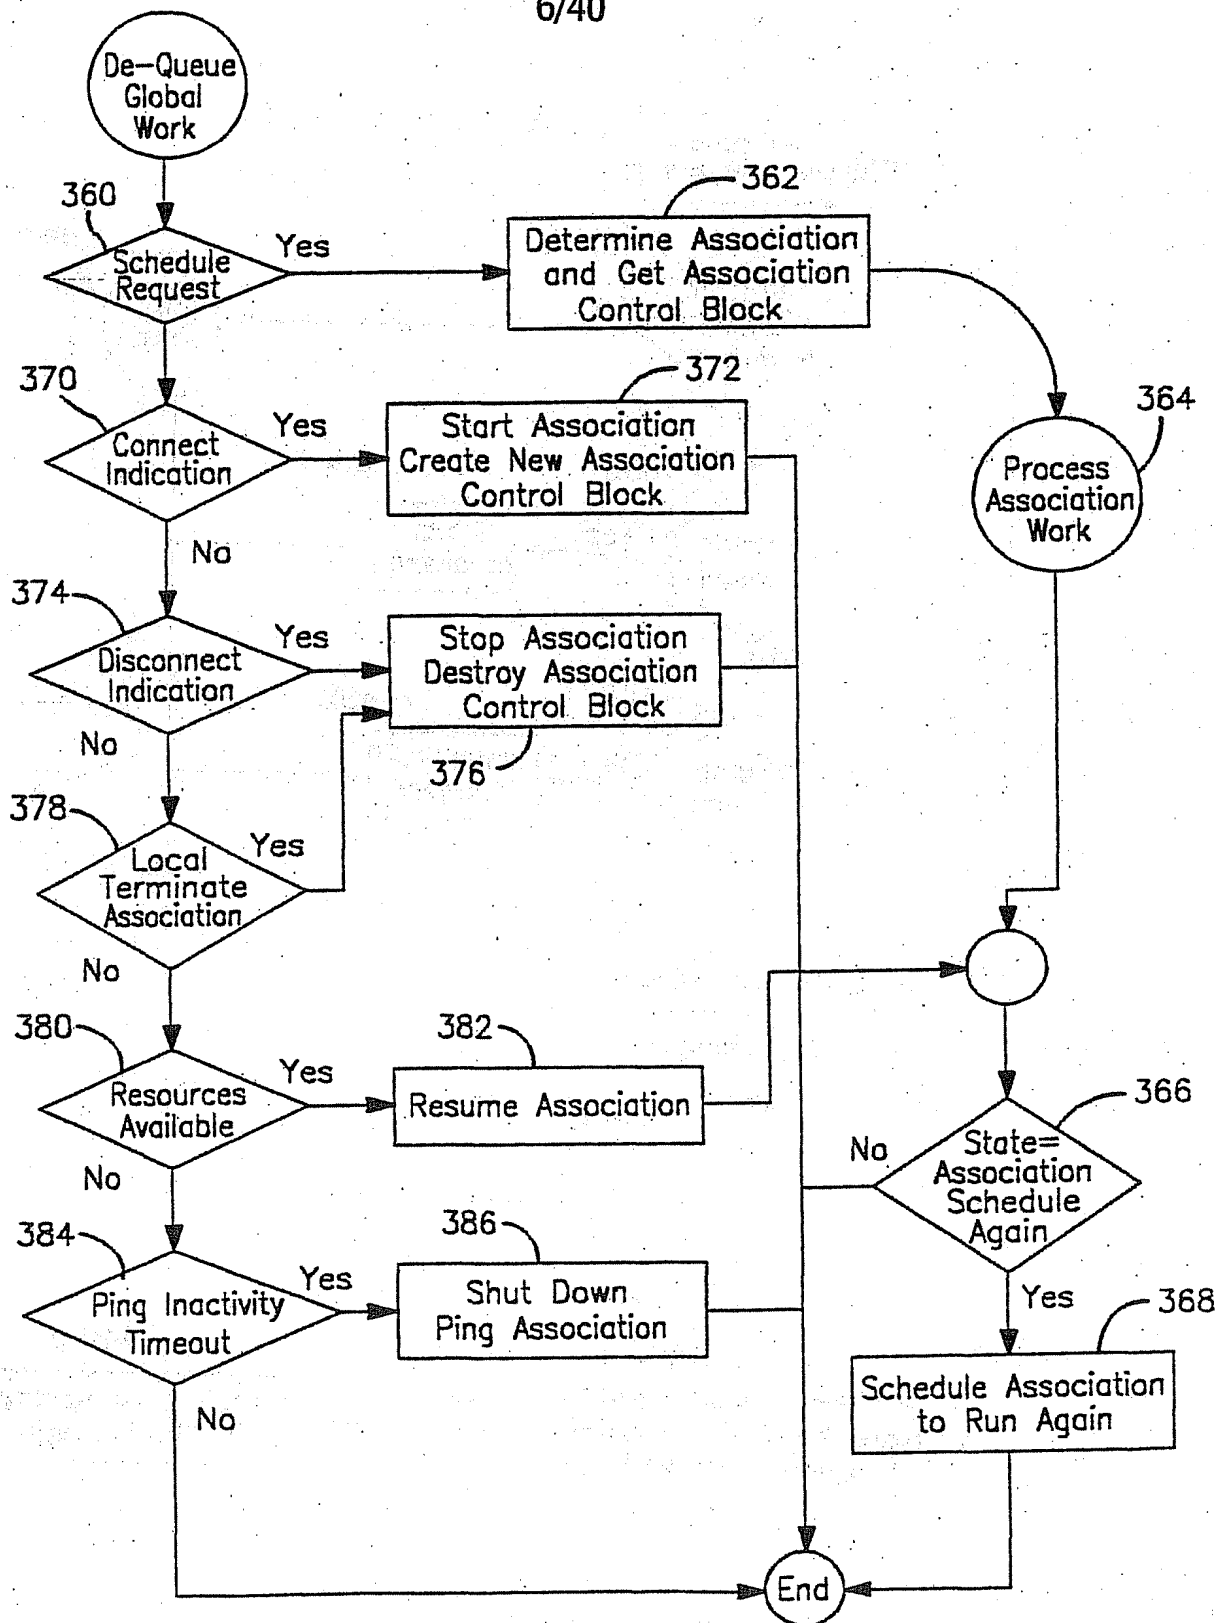 6/40
De-Queue
Global
Work
360
Schedule
Request
Yes
362
Determine Association
and Get Association
Control Block
370
Connect
Indication
Yes
372
Start Association
Create New Association
Control Block
364
Process
Association
Work
No
374
Disconnect
Indication
Yes
Stop Association
Destroy Association
Control Block
376
No
378
Local
Terminate
Association
Yes
No
380
Resources
Available
Yes
382
Resume Association
366
State=
Association
Schedule
Again
No
No
384
Ping Inactivity
Timeout
Yes
386
Shut Down
Ping Association
Yes
368
Schedule Association
to Run Again
No
End